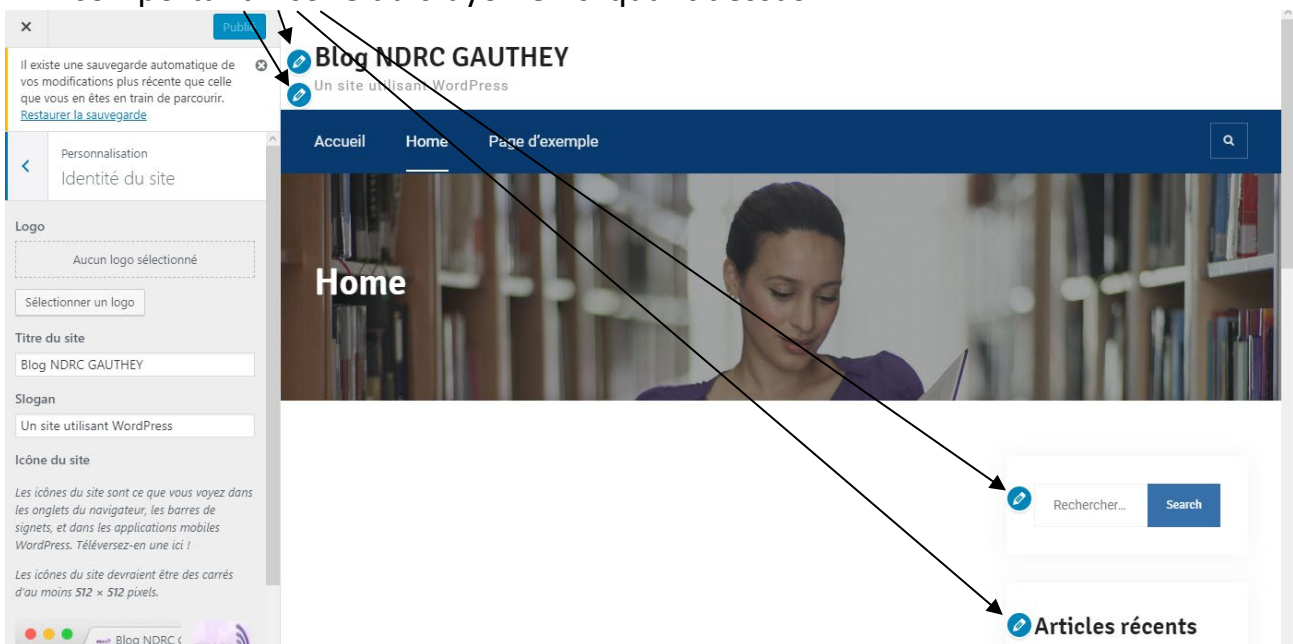 Publié
Il existe une sauvegarde automatique de
vos modifications plus récente que celle
que vous en êtes en train de parcourir.
Restaurer la sauvegarde
Personnalisation
Identité du site
Logo
Aucun logo sélectionné
Sélectionner un logo
Titre du site
Blog NDRC GAUTHEY
Slogan
Un site utilisant WordPress
Icône du site
Les icônes du site sont ce que vous voyez dans
les onglets du navigateur, les barres de
signets, et dans les applications mobiles
WordPress. Téléversez-en une ici !
Les icônes du site devraient être des carrés
d'au moins 512 × 512 pixels.
Blog NDRC
Blog NDRC GAUTHEY
Un site utilisant WordPress
Accueil Home Page d'exemple
Home
Rechercher... Search
Articles récents